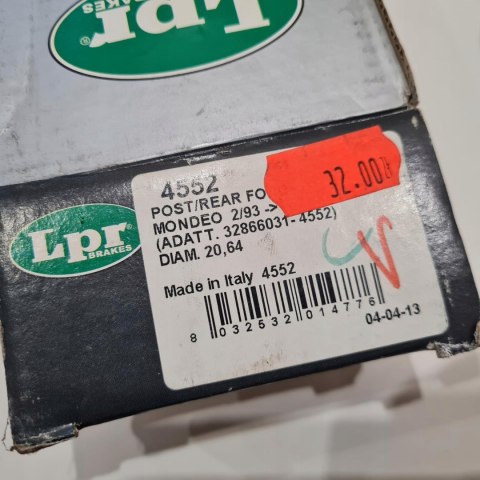 Lpr
BRAKES
4552
32.00
POST/REAR FO
MONDEO 2/93 ->
(ADATT. 32866031- 4552)
DIAM. 20,64
Lpr
BRAKES
Made in Italy 4552
8 032532 014776
04-04-13